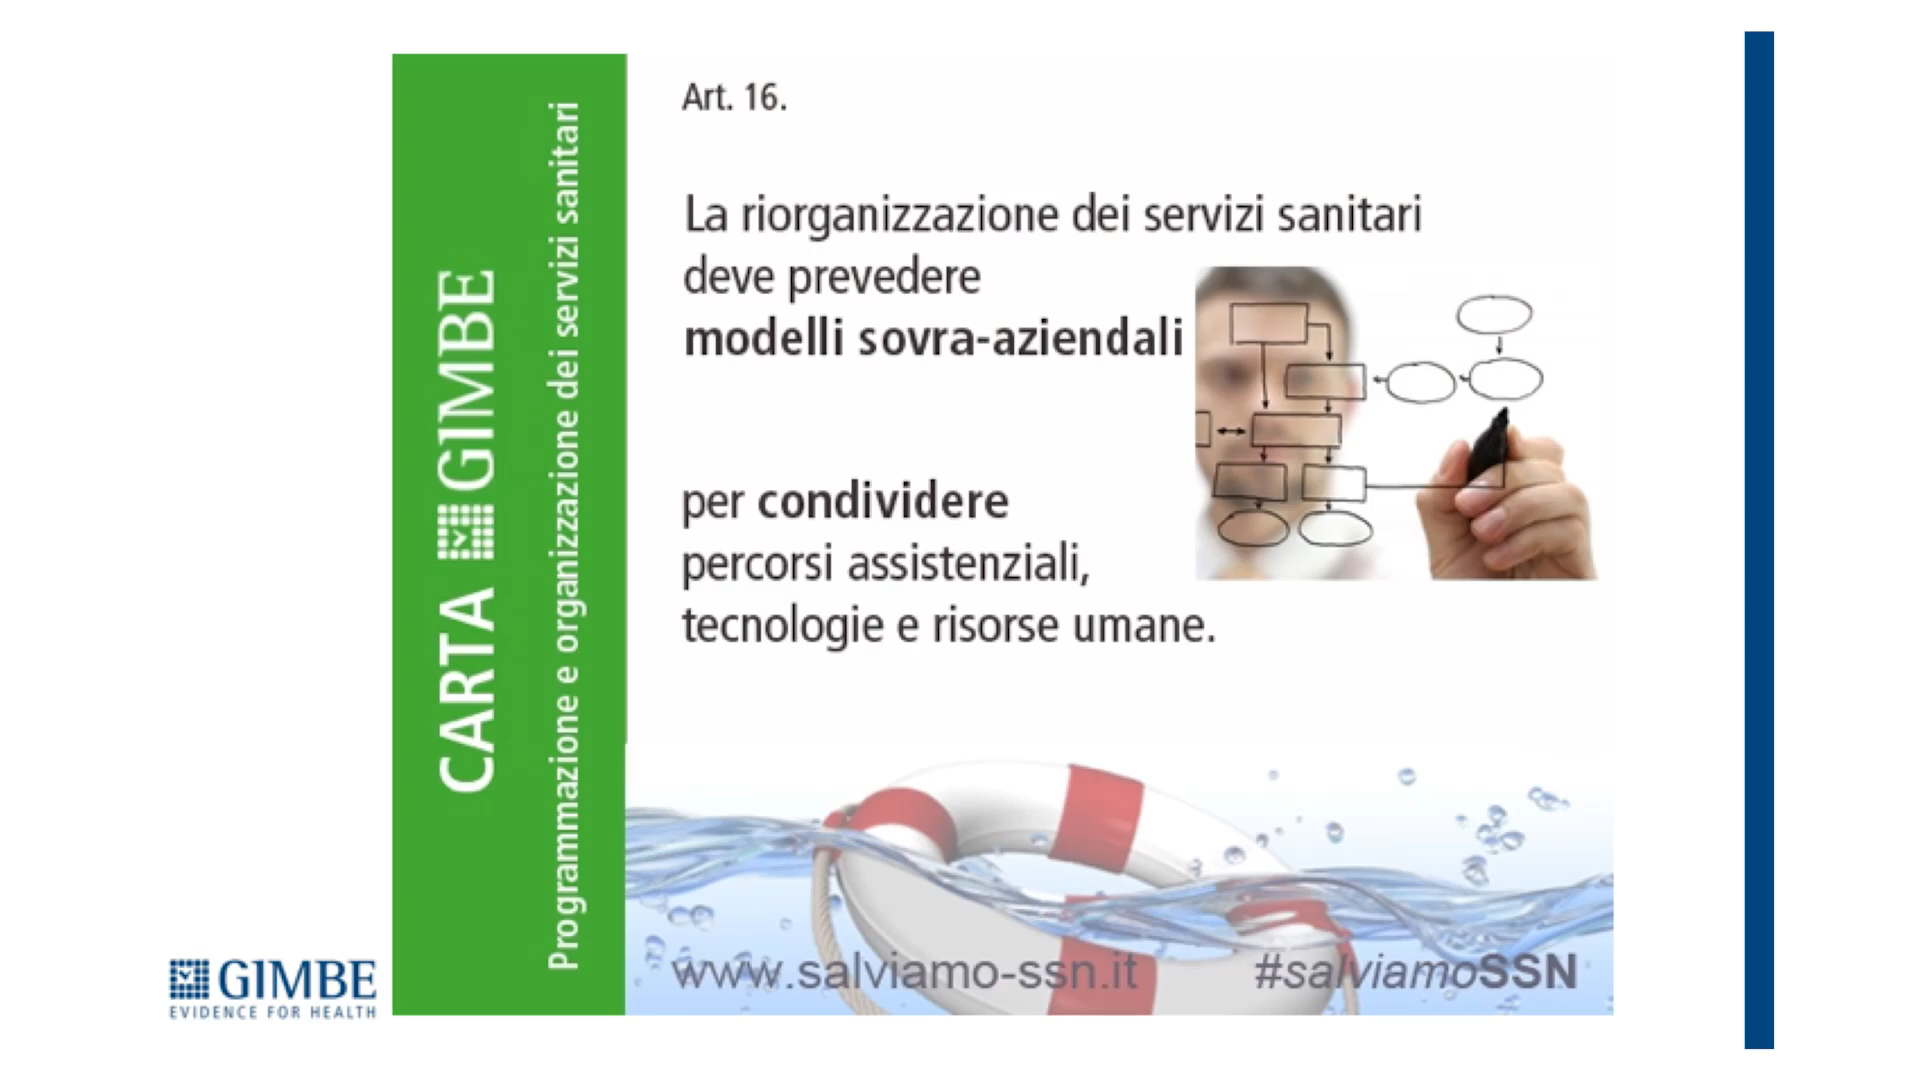 CARTA GIMBE
Programmazione e organizzazione dei servizi sanitari
Art. 16.
La riorganizzazione dei servizi sanitari
deve prevedere
modelli sovra-aziendali
per condividere
percorsi assistenziali,
tecnologie e risorse umane.
www.salviamo-ssn.it
#salviamoSSN
GIMBE
EVIDENCE FOR HEALTH